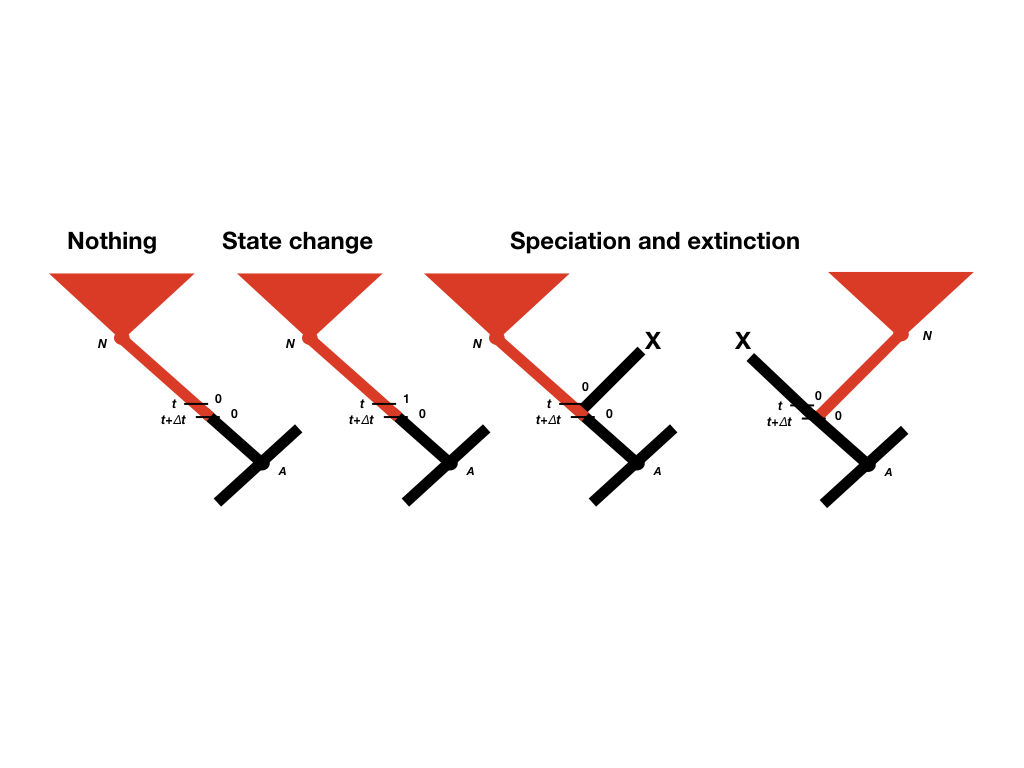 Nothing
State change
Speciation and extinction
X
X
N
N
N
N
0
t
0
t+Δt
A
1
t
0
t+Δt
A
0
t
0
t+Δt
A
0
t
0
t+Δt
A